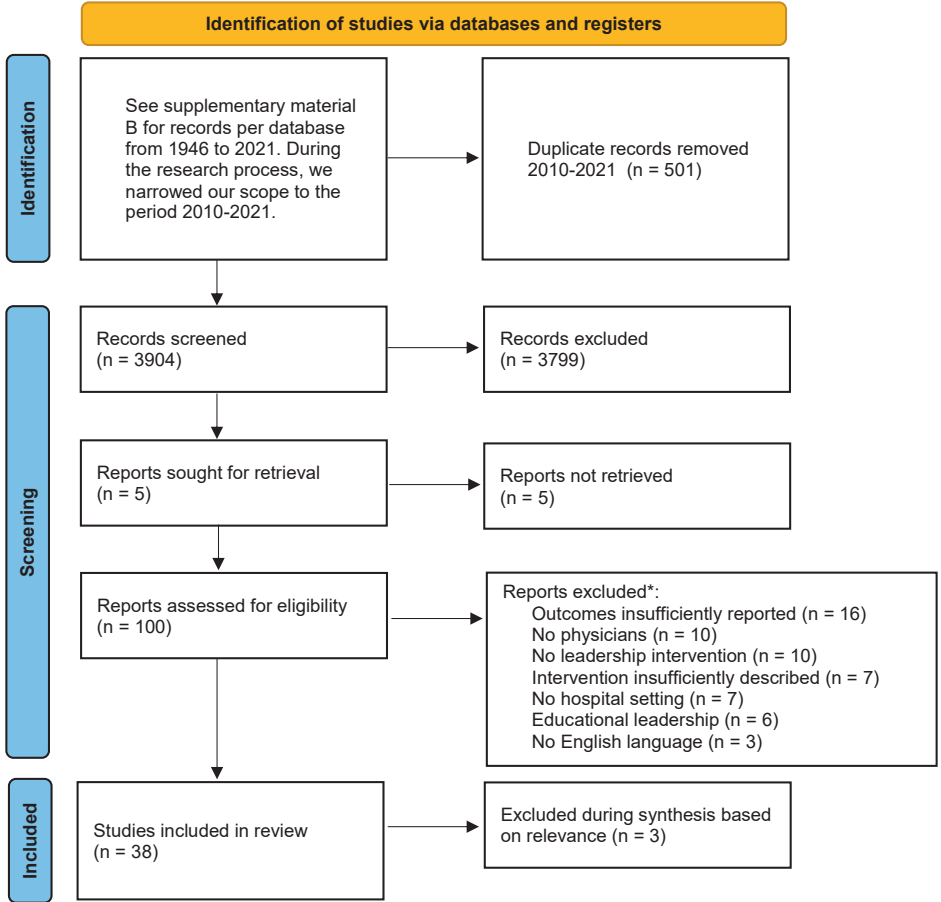 Identification of studies via databases and registers
Identification
See supplementary material
B for records per database
from 1946 to 2021. During
the research process, we
narrowed our scope to the
period 2010-2021.
Duplicate records removed
2010-2021 (n = 501)
Screening
Records screened
(n = 3904)
Records excluded
(n = 3799)
Reports sought for retrieval
(n = 5)
Reports not retrieved
(n = 5)
Reports assessed for eligibility
(n = 100)
Reports excluded*:
Outcomes insufficiently reported (n = 16)
No physicians (n = 10)
No leadership intervention (n = 10)
Intervention insufficiently described (n = 7)
No hospital setting (n = 7)
Educational leadership (n = 6)
No English language (n = 3)
Included
Studies included in review
(n = 38)
Excluded during synthesis based
on relevance (n = 3)